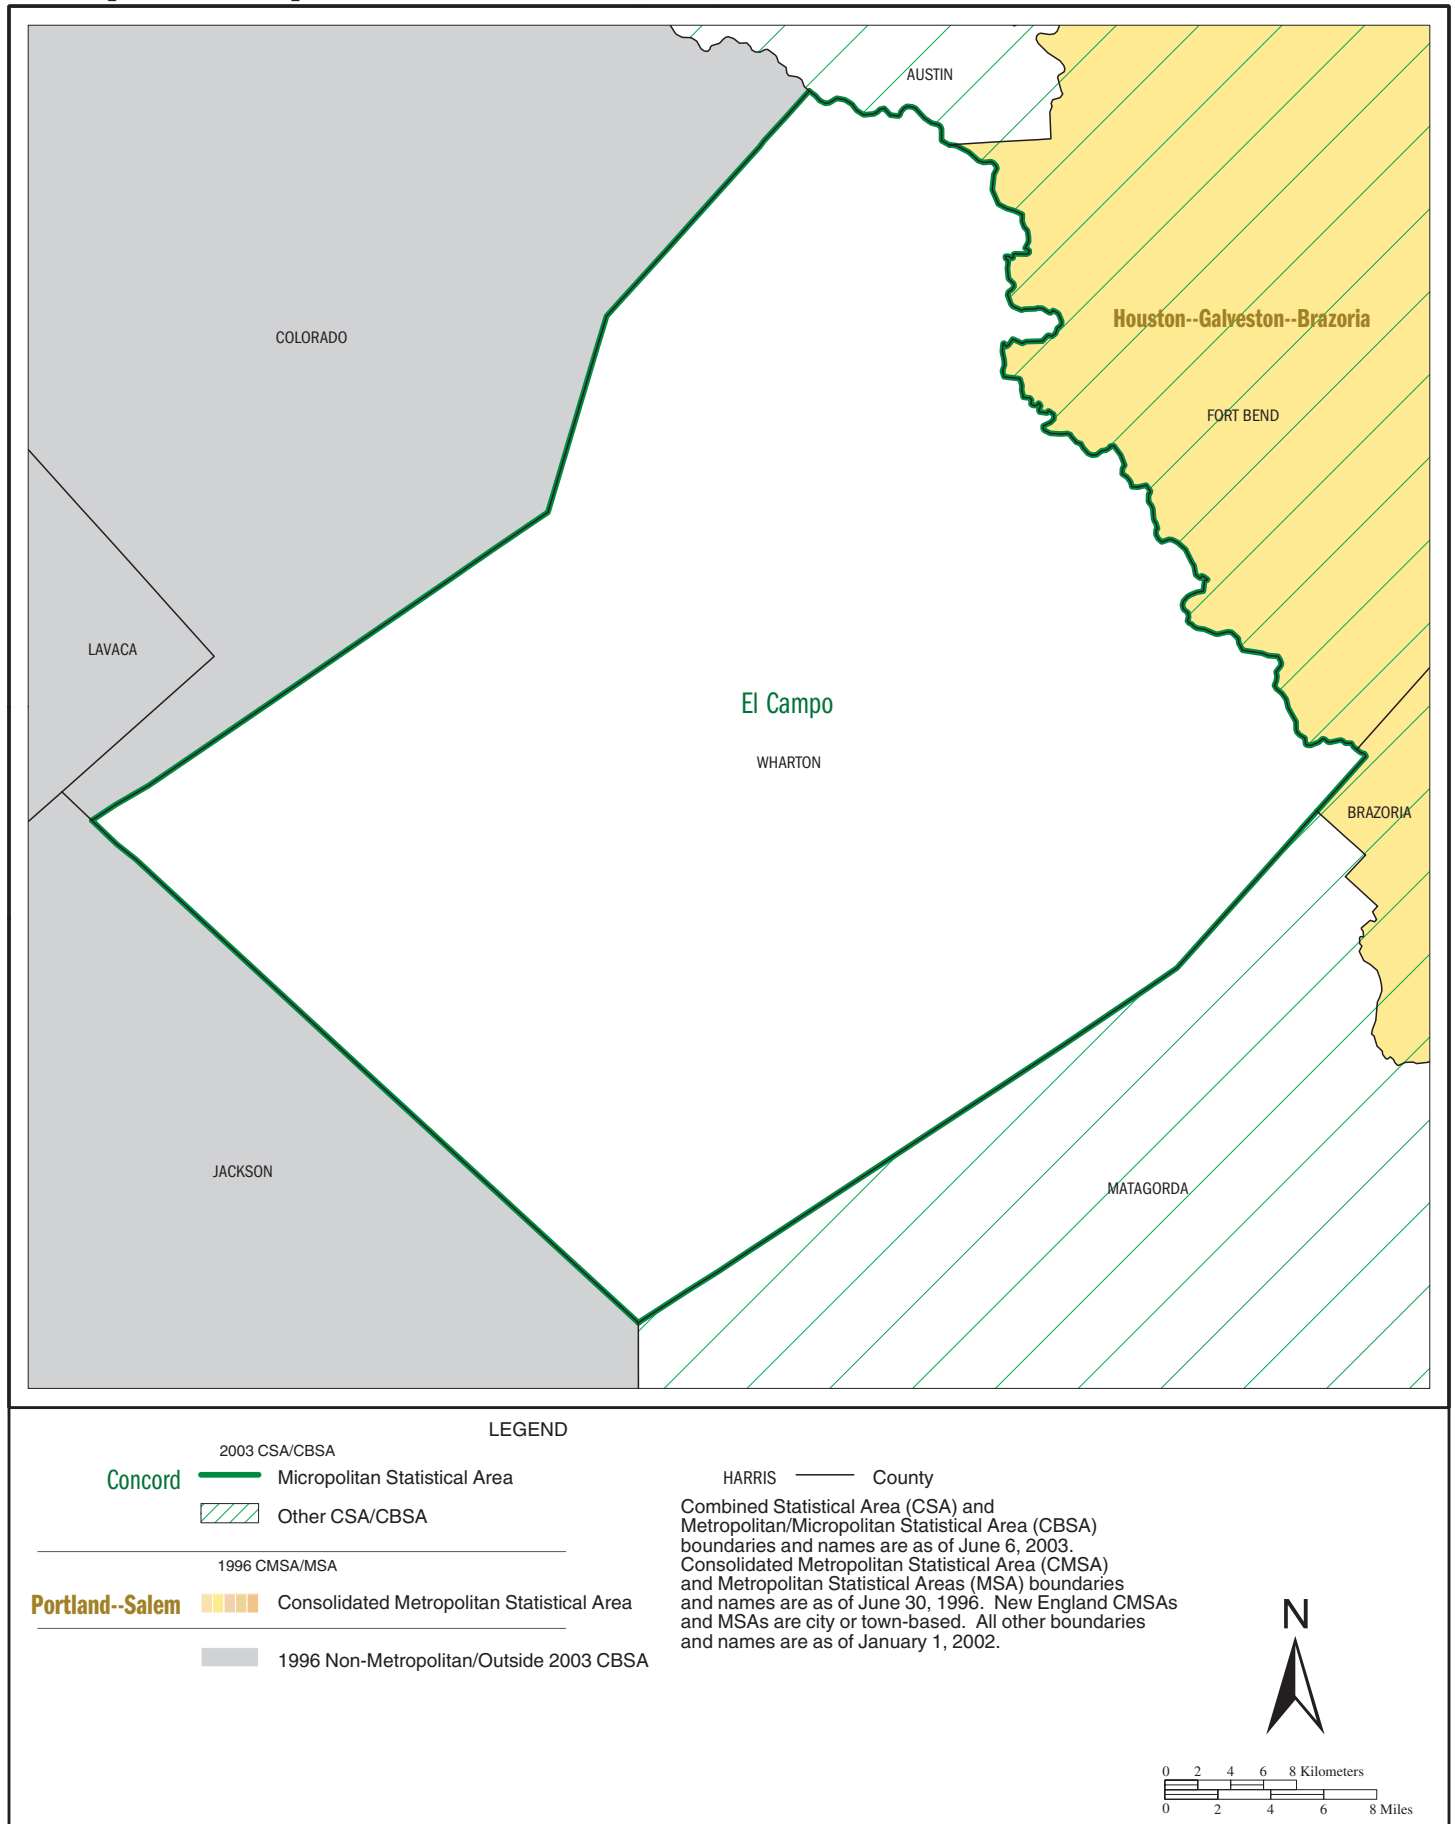 AUSTIN
COLORADO
Houston--Galveston--Brazoria
FORT BEND
LAVACA
El Campo
WHARTON
BRAZORIA
JACKSON
MATAGORDA
LEGEND
2003 CSA/CBSA
Concord Micropolitan Statistical Area
Other CSA/CBSA
1996 CMSA/MSA
Portland--Salem Consolidated Metropolitan Statistical Area
1996 Non-Metropolitan/Outside 2003 CBSA
HARRIS County
Combined Statistical Area (CSA) and
Metropolitan/Micropolitan Statistical Area (CBSA)
boundaries and names are as of June 6, 2003.
Consolidated Metropolitan Statistical Area (CMSA)
and Metropolitan Statistical Areas (MSA) boundaries
and names are as of June 30, 1996. New England CMSAs
and MSAs are city or town-based. All other boundaries
and names are as of January 1, 2002.
N
0 2 4 6 8 Kilometers
0 2 4 6 8 Miles